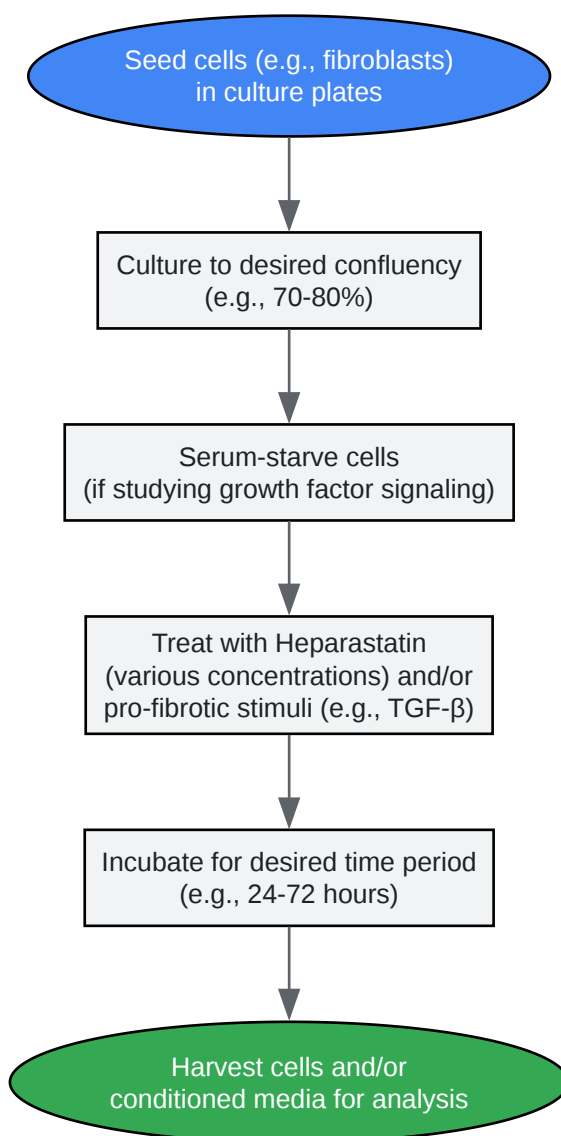 Seed cells (e.g., fibroblasts)
in culture plates
Culture to desired confluency
(e.g., 70-80%)
Serum-starve cells
(if studying growth factor signaling)
Treat with Heparastatin
(various concentrations) and/or
pro-fibrotic stimuli (e.g., TGF-β)
Incubate for desired time period
(e.g., 24-72 hours)
Harvest cells and/or
conditioned media for analysis